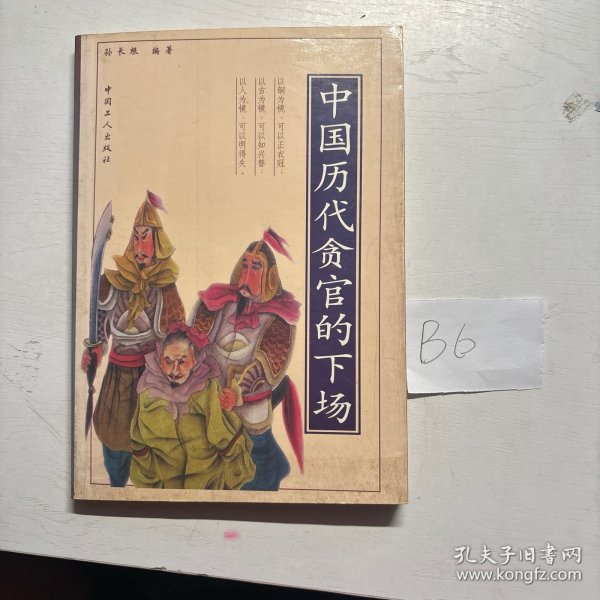 孙长根 编著
中国工人出版社
以铜为镜，可以正衣冠；
以古为镜，可以知兴替；
以人为镜，可以明得失。
中国历代贪官的下场
B6
孔夫子旧书网
www.kongfz.com